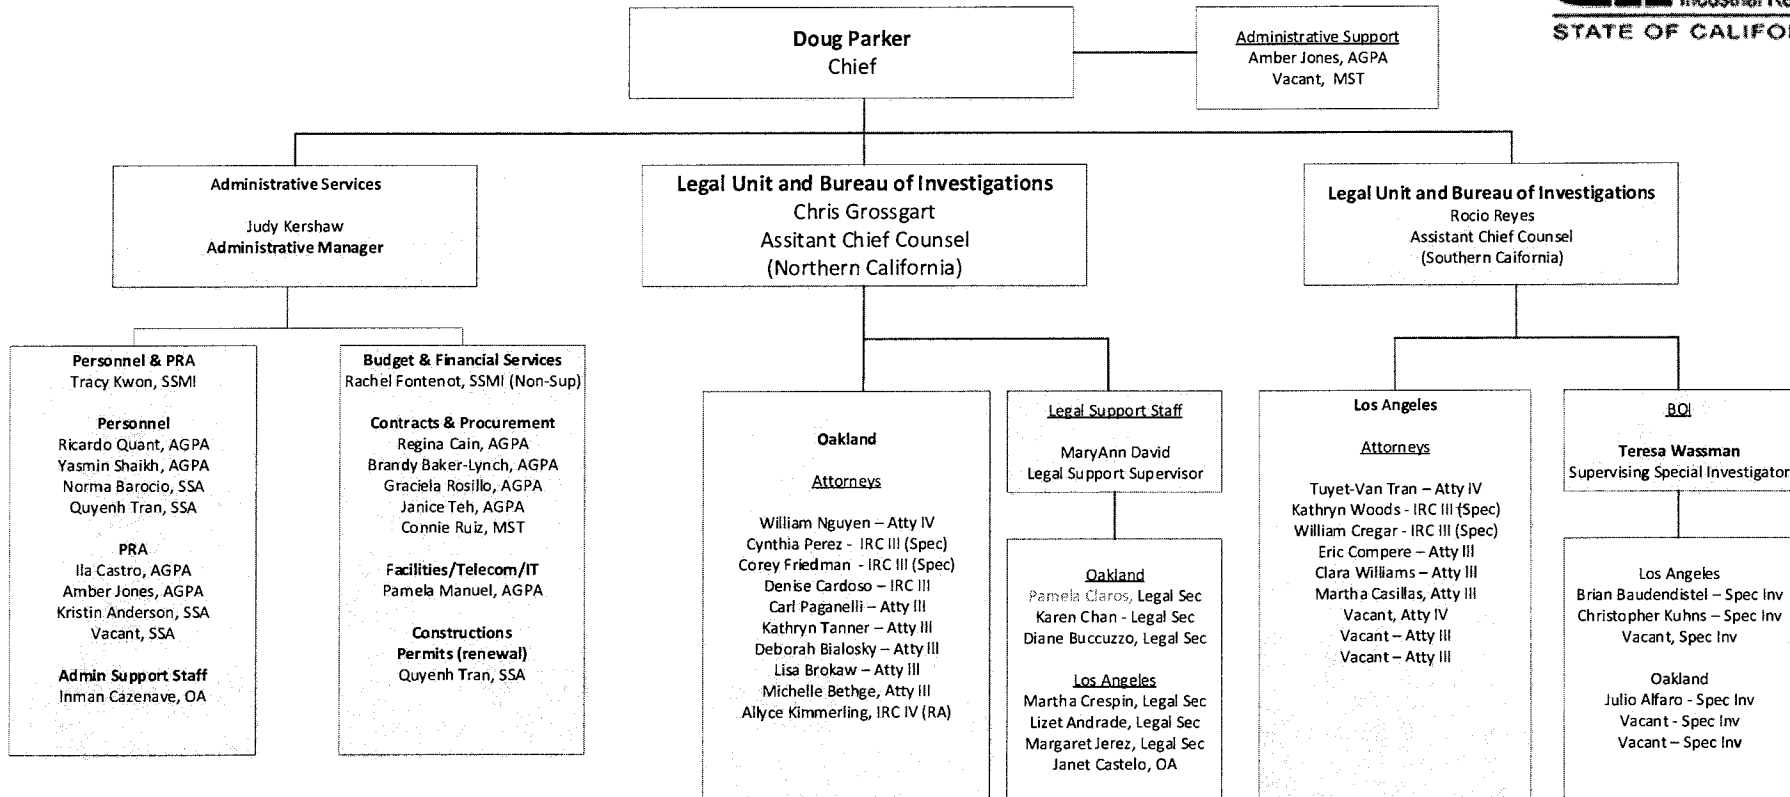 STATE OF CALIFO
Doug Parker
Chief
Administrative Support
Amber Jones, AGPA
Vacant, MST
Administrative Services
Judy Kershaw
Administrative Manager
Legal Unit and Bureau of Investigations
Chris Grossgart
Assitant Chief Counsel
(Northern California)
Legal Unit and Bureau of Investigations
Rocio Reyes
Assistant Chief Counsel
(Southern Caifornia)
Personnel & PRA
Tracy Kwon, SSMI
Personnel
Ricardo Quant, AGPA
Yasmin Shaikh, AGPA
Norma Barocio, SSA
Quyenh Tran, SSA
PRA
Ila Castro, AGPA
Amber Jones, AGPA
Kristin Anderson, SSA
Vacant, SSA
Admin Support Staff
Inman Cazenave, OA
Budget & Financial Services
Rachel Fontenot, SSMI (Non-Sup)
Contracts & Procurement
Regina Cain, AGPA
Brandy Baker-Lynch, AGPA
Graciela Rosillo, AGPA
Janice Teh, AGPA
Connie Ruiz, MST
Facilities/Telecom/IT
Pamela Manuel, AGPA
Constructions
Permits (renewal)
Quyenh Tran, SSA
Oakland
Attorneys
William Nguyen – Atty IV
Cynthia Perez - IRC III (Spec)
Corey Friedman - IRC III (Spec)
Denise Cardoso – IRC III
Carl Paganelli – Atty III
Kathryn Tanner – Atty III
Deborah Bialosky – Atty III
Lisa Brokaw – Atty III
Michelle Bethge, Atty III
Allyce Kimmerling, IRC IV (RA)
Legal Support Staff
MaryAnn David
Legal Support Supervisor
Oakland
Pamela Claros, Legal Sec
Karen Chan - Legal Sec
Diane Buccuzzo, Legal Sec
Los Angeles
Martha Crespin, Legal Sec
Lizet Andrade, Legal Sec
Margaret Jerez, Legal Sec
Janet Castelo, OA
Los Angeles
Attorneys
Tuyet-Van Tran – Atty IV
Kathryn Woods - IRC III (Spec)
William Cregar - IRC III (Spec)
Eric Compere – Atty III
Clara Williams – Atty III
Martha Casillas, Atty III
Vacant, Atty IV
Vacant – Atty III
Vacant – Atty III
BOI
Teresa Wassman
Supervising Special Investigator
Los Angeles
Brian Baudendistel – Spec Inv
Christopher Kuhns – Spec Inv
Vacant, Spec Inv
Oakland
Julio Alfaro - Spec Inv
Vacant - Spec Inv
Vacant – Spec Inv